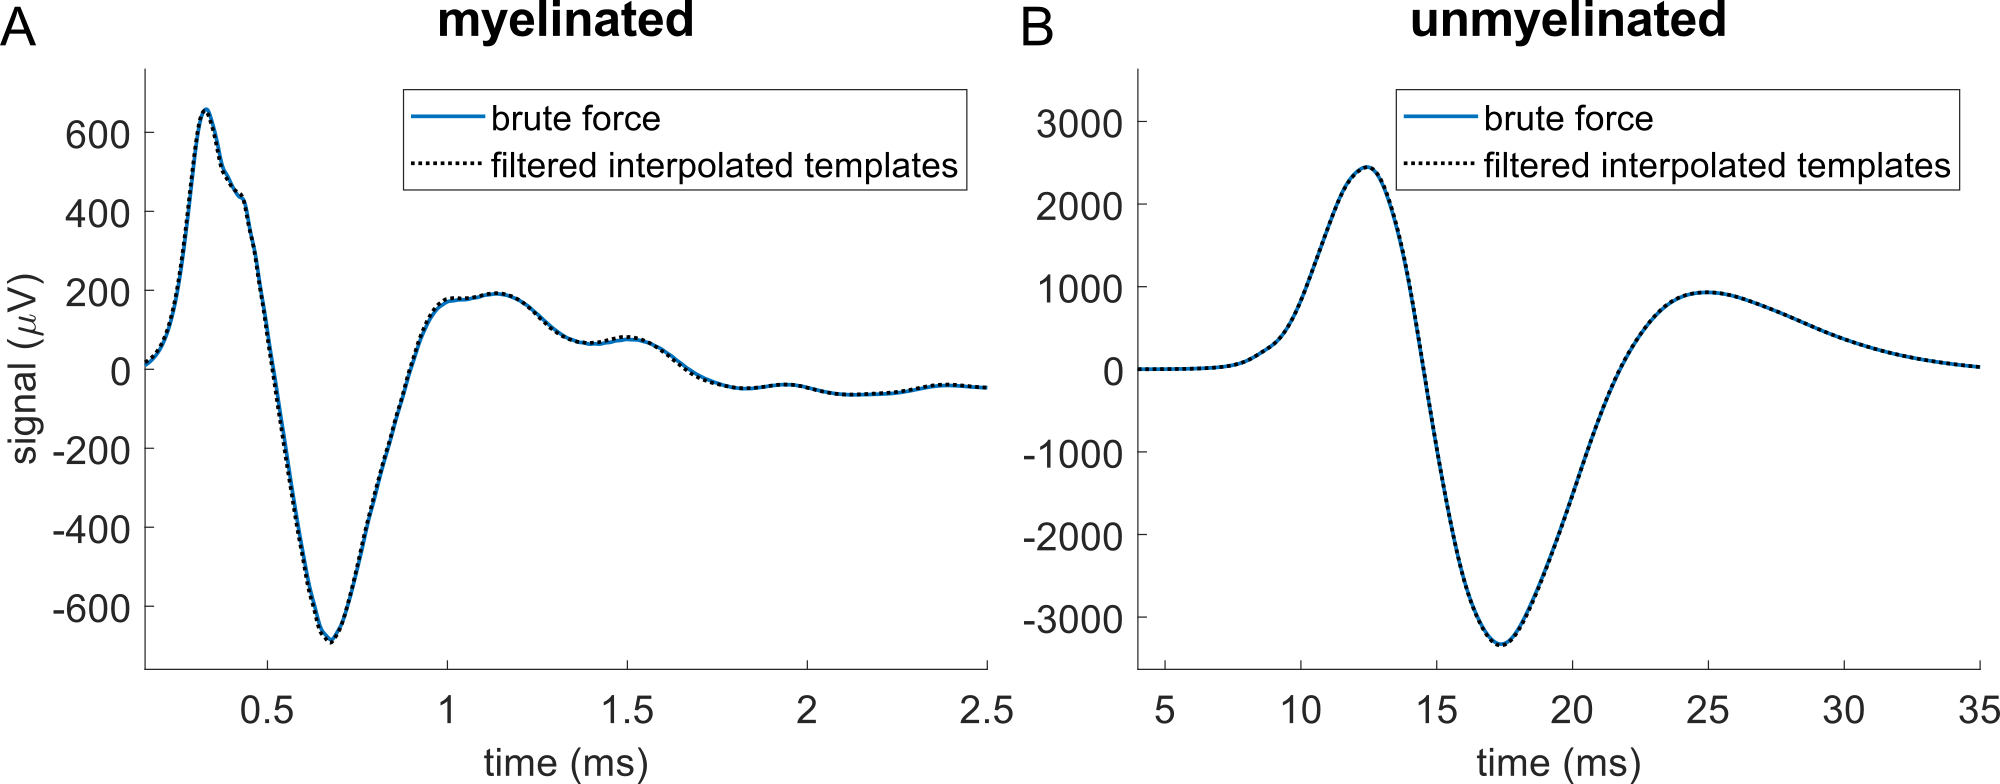 A
myelinated
brute force
filtered interpolated templates
signal (μV)
600
400
200
0
-200
-400
-600
0.5
1
1.5
2
2.5
time (ms)
B
unmyelinated
brute force
filtered interpolated templates
3000
2000
1000
0
-1000
-2000
-3000
5
10
15
20
25
30
35
time (ms)